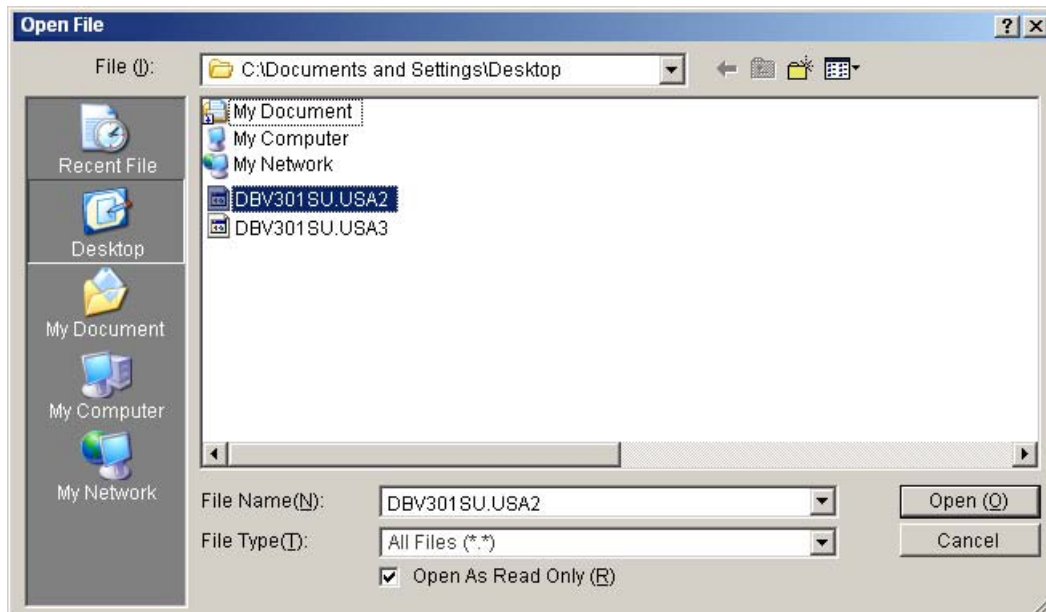 Open File
File (I):
C:\Documents and Settings\Desktop
Recent File
Desktop
My Document
My Computer
My Network
My Document
My Computer
My Network
DBV301SU.USA2
DBV301SU.USA3
File Name(N):
DBV301SU.USA2
Open (O)
File Type(T):
All Files (*.*)
Cancel
Open As Read Only (R)